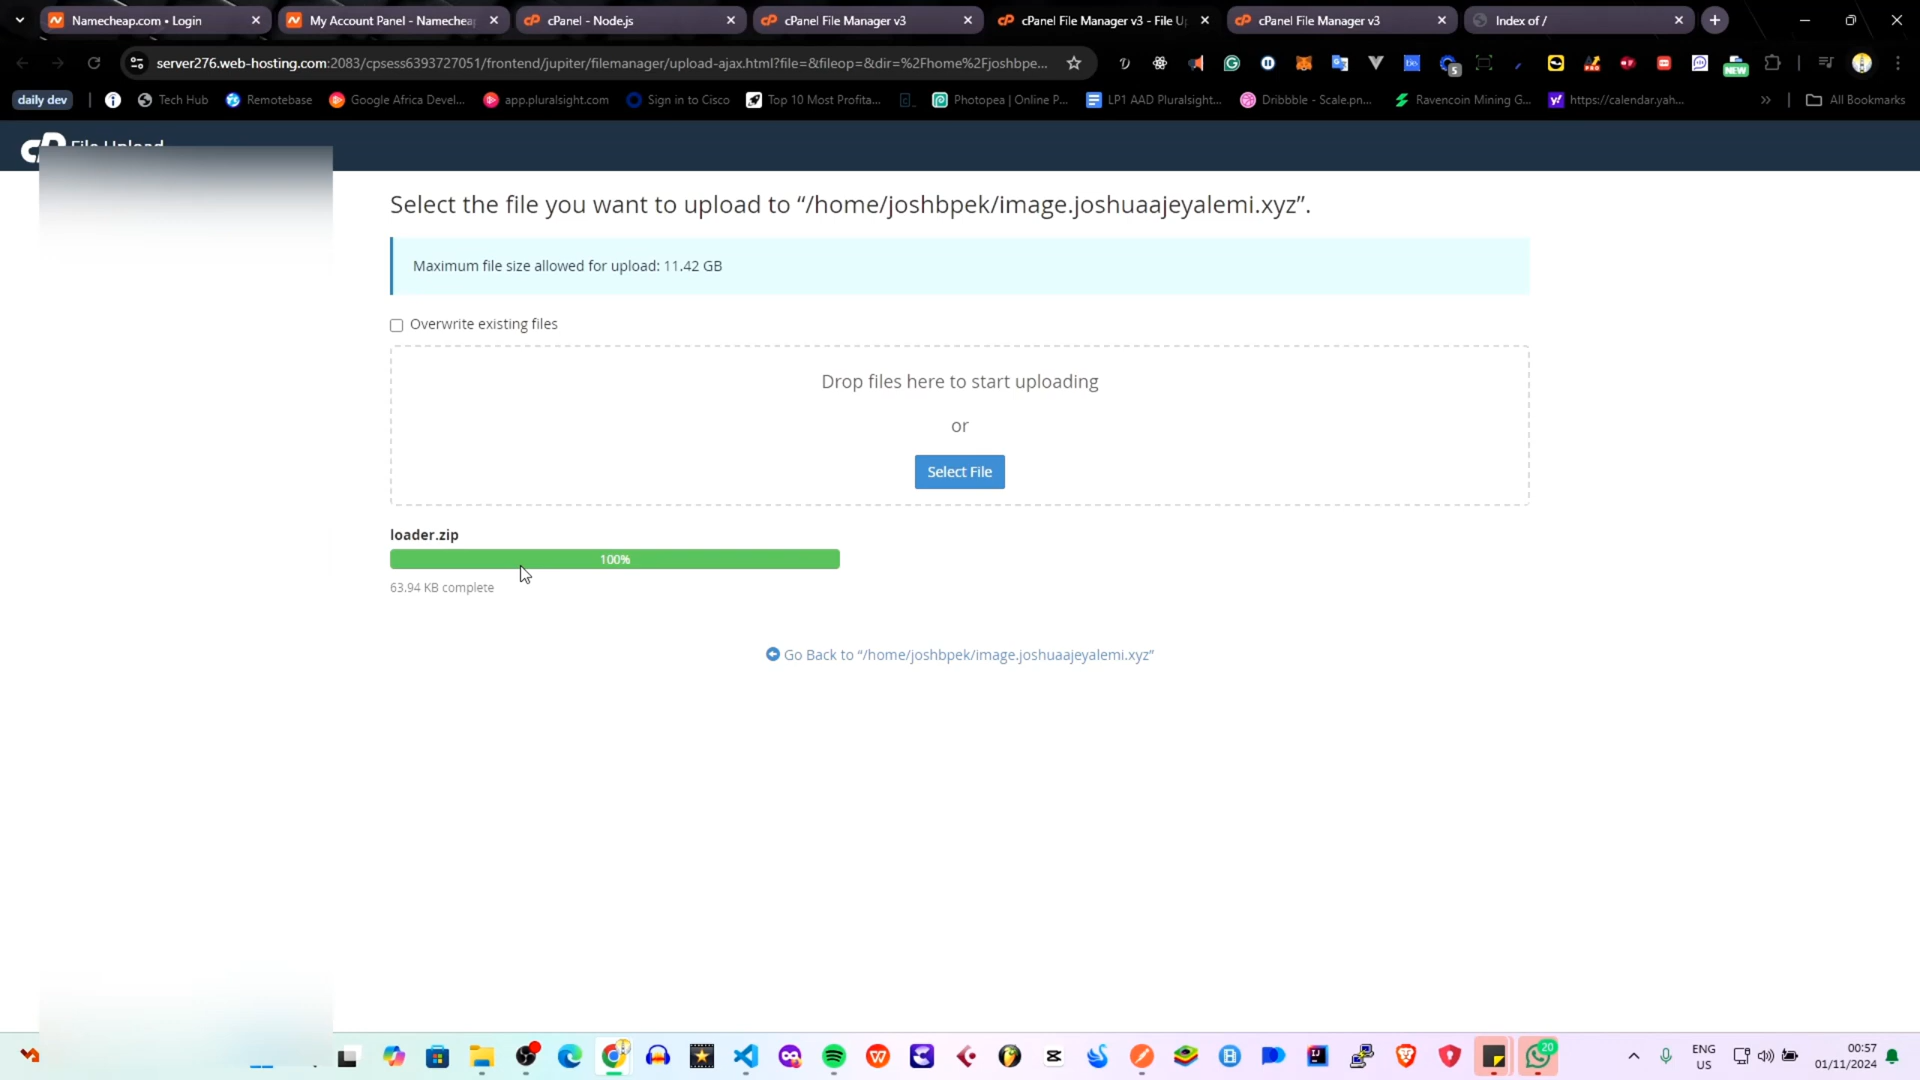 Namecheap.com • Login
My Account Panel - Namecheap
cPanel - Node.js
cPanel File Manager v3
cPanel File Manager v3 - File U
cPanel File Manager v3
Index of /
server276.web-hosting.com:2083/cpsess6393727051/frontend/jupiter/filemanager/upload-ajax.html?file=&fileop=&dir=%2Fhome%2Fjoshbpe...
NEW
daily dev
Tech Hub
Remotebase
Google Africa Devel...
app.pluralsight.com
Sign in to Cisco
Top 10 Most Profita...
Photopea | Online P...
LP1 AAD Pluralsight...
Dribbble - Scale.pn...
Ravencoin Mining G...
https://calendar.yah...
All Bookmarks
File Upload
Select the file you want to upload to “/home/joshbpek/image.joshuaajeyalemi.xyz”.
Maximum file size allowed for upload: 11.42 GB
Overwrite existing files
Drop files here to start uploading
or
Select File
loader.zip
100%
63.94 KB complete
Go Back to “/home/joshbpek/image.joshuaajeyalemi.xyz”
20
ENG
US
00:57
01/11/2024